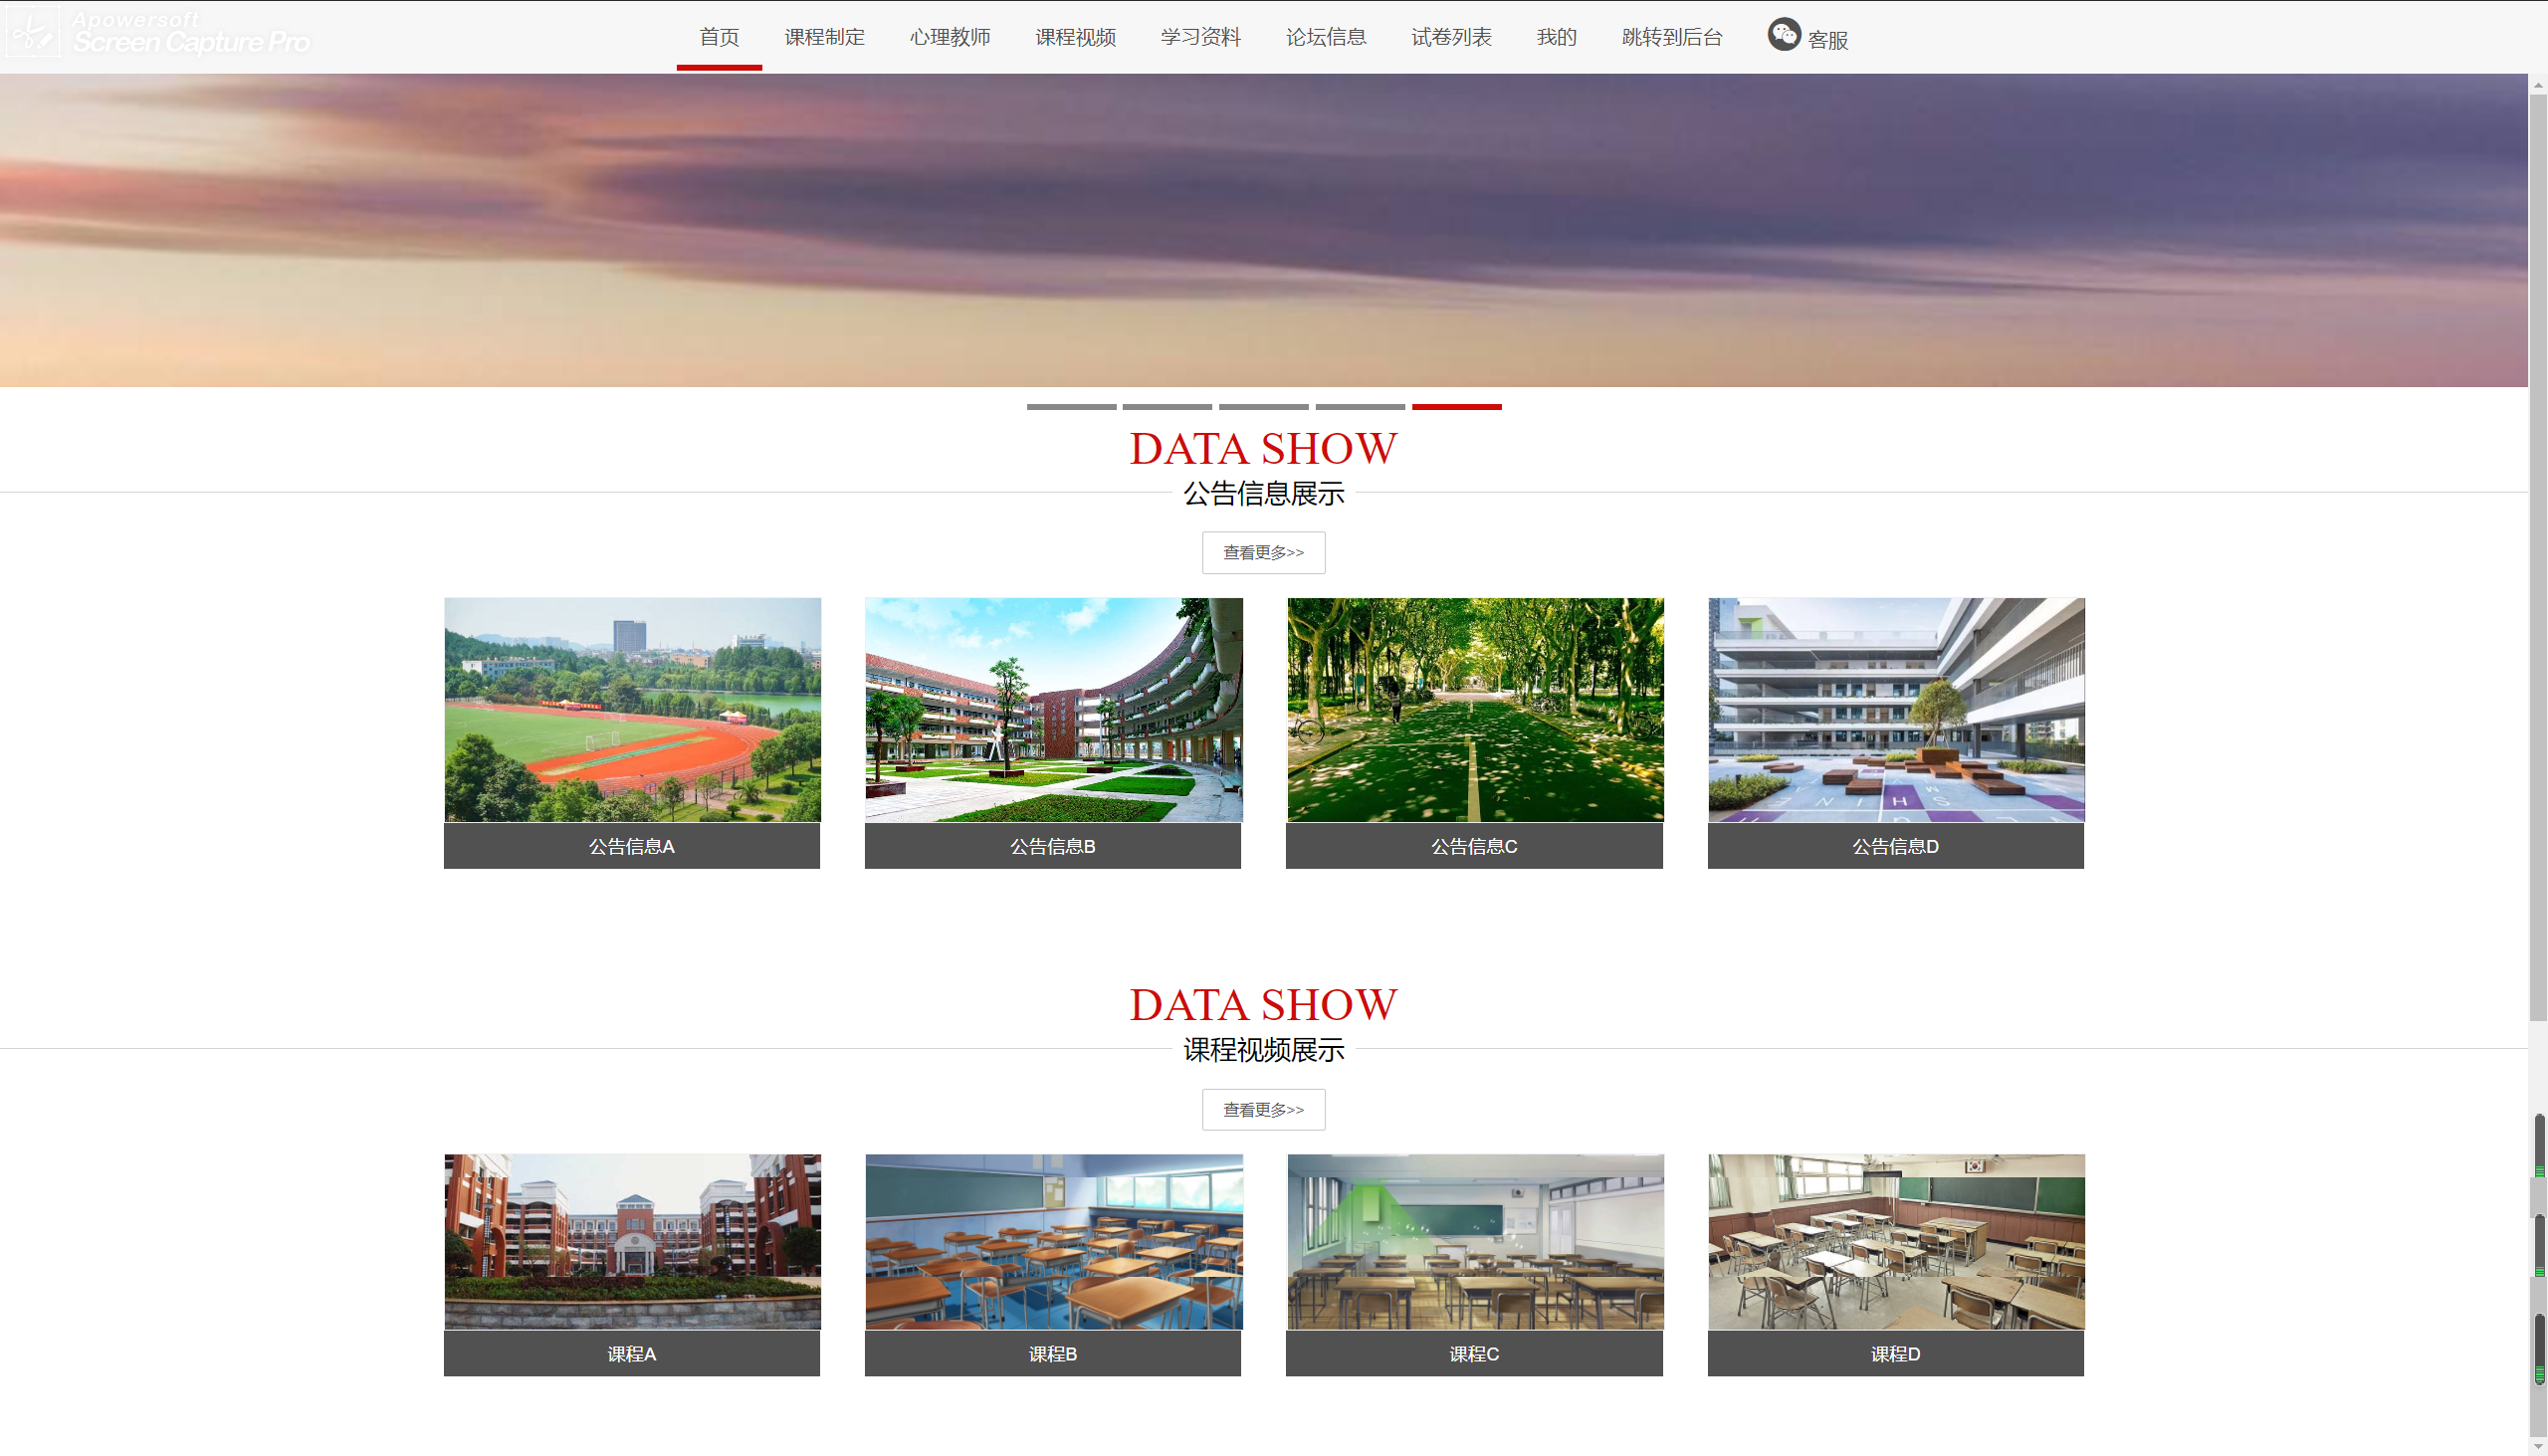 Apowersoft
Screen Capture Pro
首页 课程制定 心理教师 课程视频 学习资料 论坛信息 试卷列表 我的 跳转到后台 客服
DATA SHOW
公告信息展示
查看更多>>
公告信息A 公告信息B 公告信息C 公告信息D
DATA SHOW
课程视频展示
查看更多>>
课程A 课程B 课程C 课程D